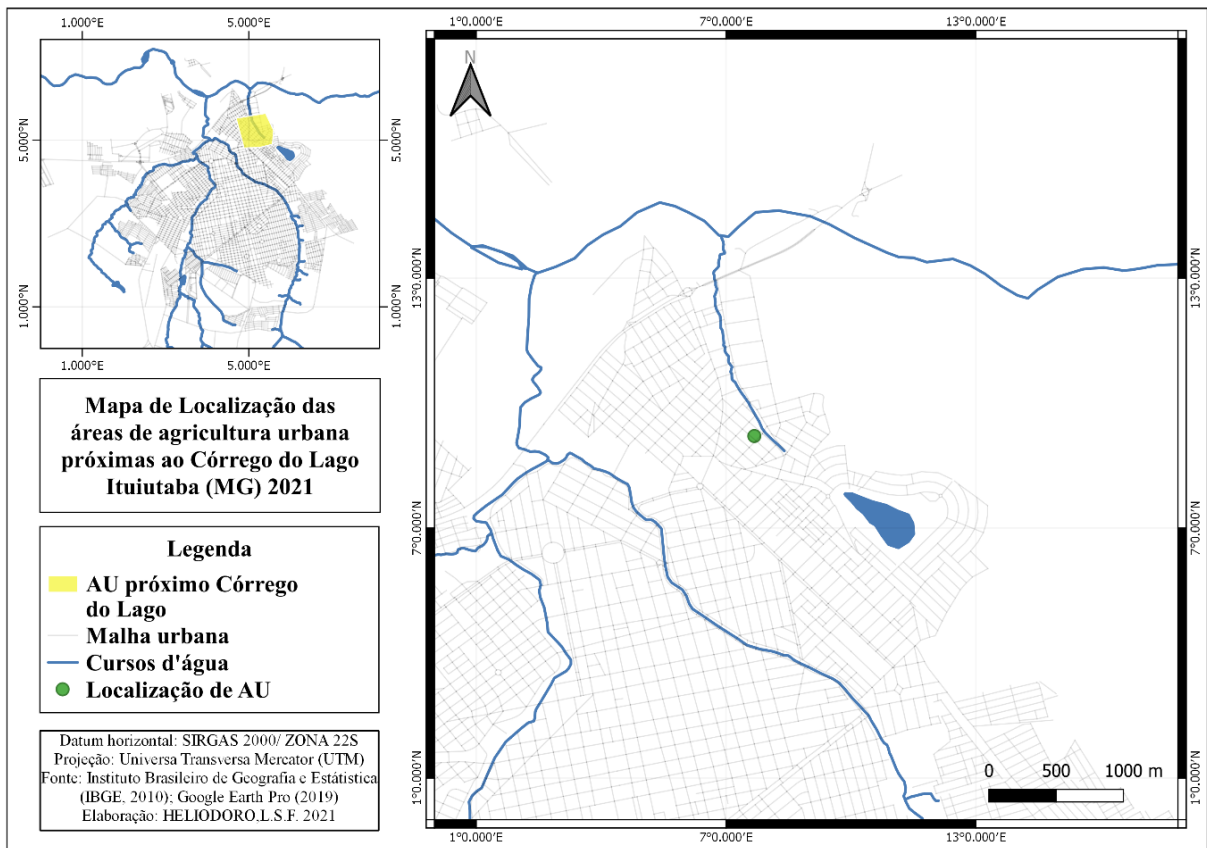 1.000°E 5.000°E
5.000°N 5.000°N
1.000°N 1.000°N
1.000°E 5.000°E
Mapa de Localização das
áreas de agricultura urbana
próximas ao Córrego do Lago
Ituiutaba (MG) 2021
Legenda
AU próximo Córrego
do Lago
Malha urbana
Cursos d'água
Localização de AU
Datum horizontal: SIRGAS 2000/ ZONA 22S
Projeção: Universa Transversa Mercator (UTM)
Fonte: Instituto Brasileiro de Geografia e Estátistica
(IBGE, 2010); Google Earth Pro (2019)
Elaboração: HELIODORO,L.S.F. 2021
1°0.000'E 7°0.000'E 13°0.000'E
N
13°0.000'N 13°0.000'N
7°0.000'N 7°0.000'N
1°0.000'N 1°0.000'N
0 500 1000 m
1°0.000'E 7°0.000'E 13°0.000'E